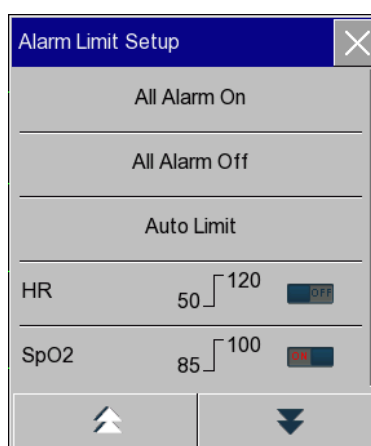 Alarm Limit Setup
All Alarm On
All Alarm Off
Auto Limit
HR 50 120 OFF
SpO2 85 100 ON